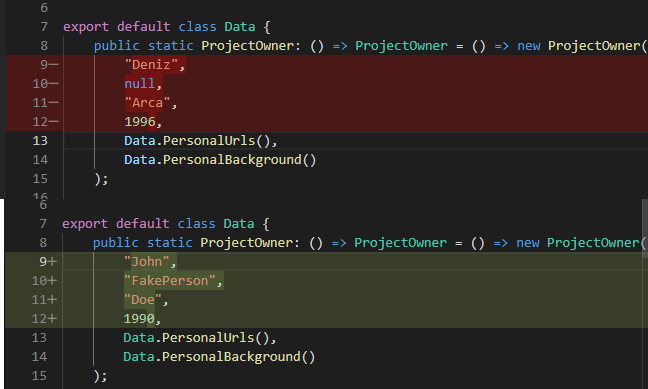 6
7 export default class Data {
8 public static ProjectOwner: () => ProjectOwner = () => new ProjectOwner(
9— "Deniz",
10— null,
11— "Arca",
12— 1996,
13 Data.PersonalUrls(),
14 Data.PersonalBackground()
15 );
16
6
7 export default class Data {
8 public static ProjectOwner: () => ProjectOwner = () => new ProjectOwner(
9+ "John",
10+ "FakePerson",
11+ "Doe",
12+ 1990,
13 Data.PersonalUrls(),
14 Data.PersonalBackground()
15 );